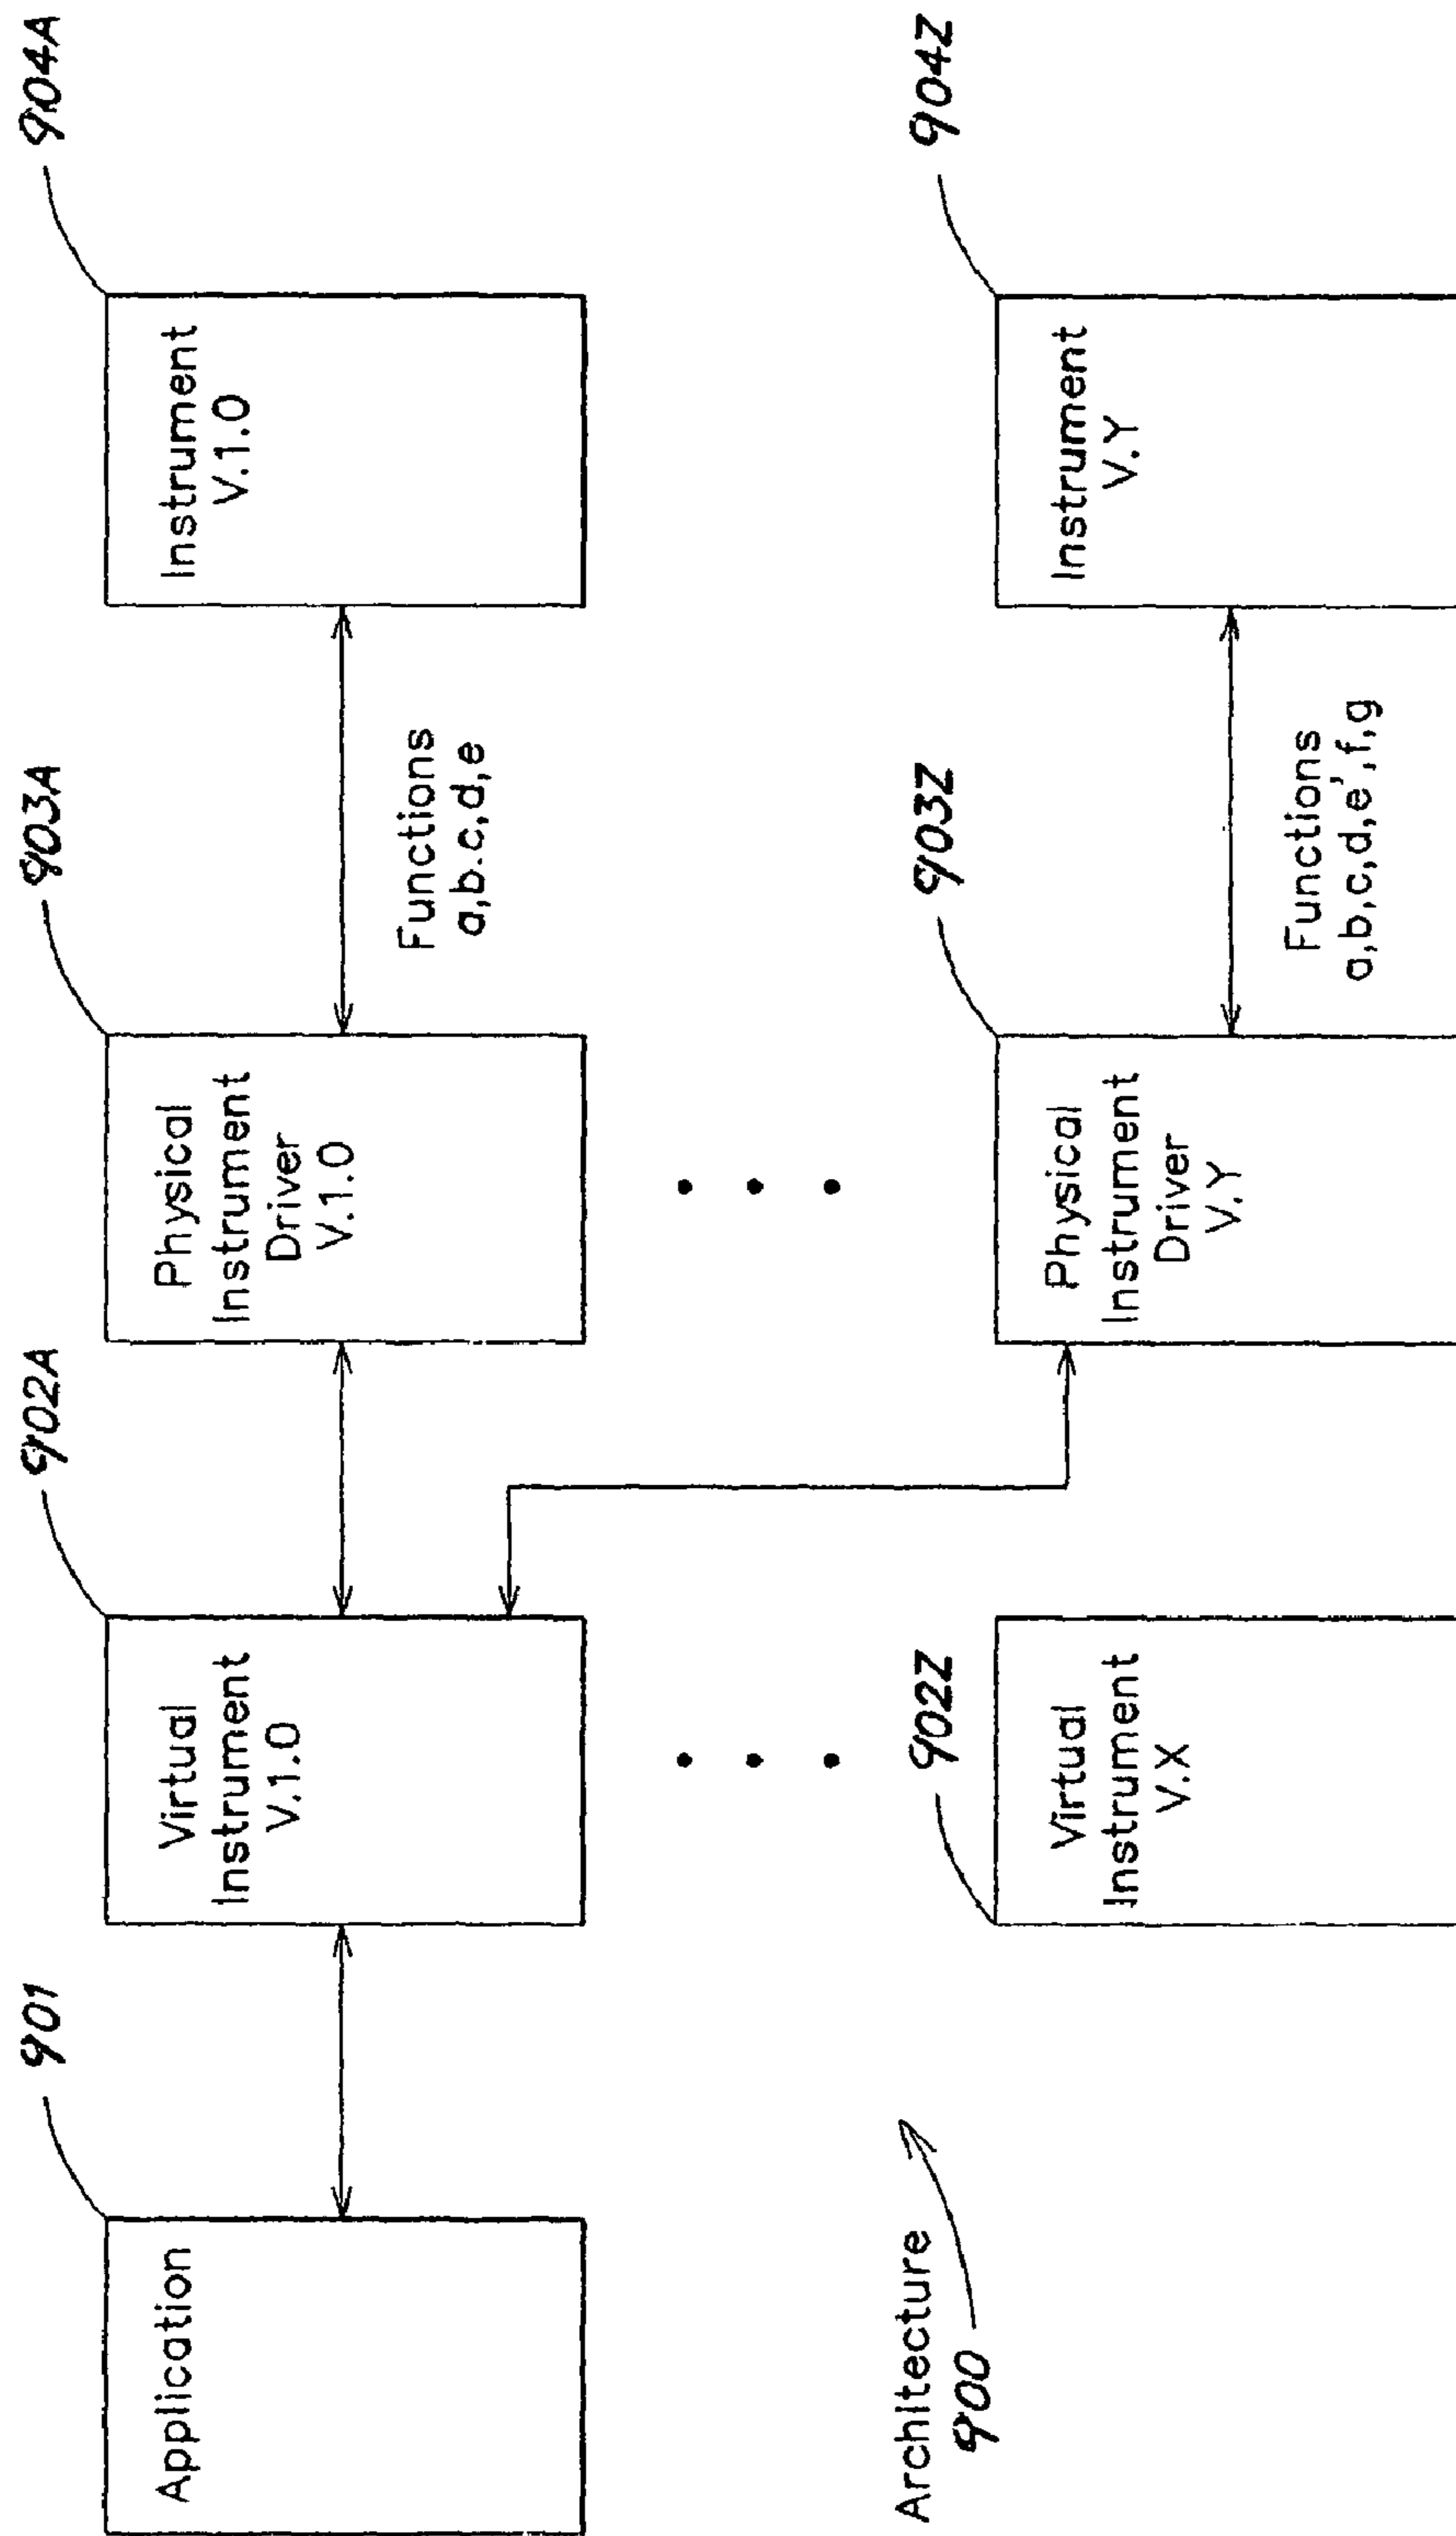 901
902A
903A
904A
Application
Virtual
Instrument
V.1.0
Physical
Instrument
Driver
V.1.0
Instrument
V.1.0
Functions
a,b.c,d,e
Architecture
900
902Z
903Z
904Z
Virtual
Instrument
V.X
Physical
Instrument
Driver
V.Y
Instrument
V.Y
Functions
a,b,c,d,e',f,g